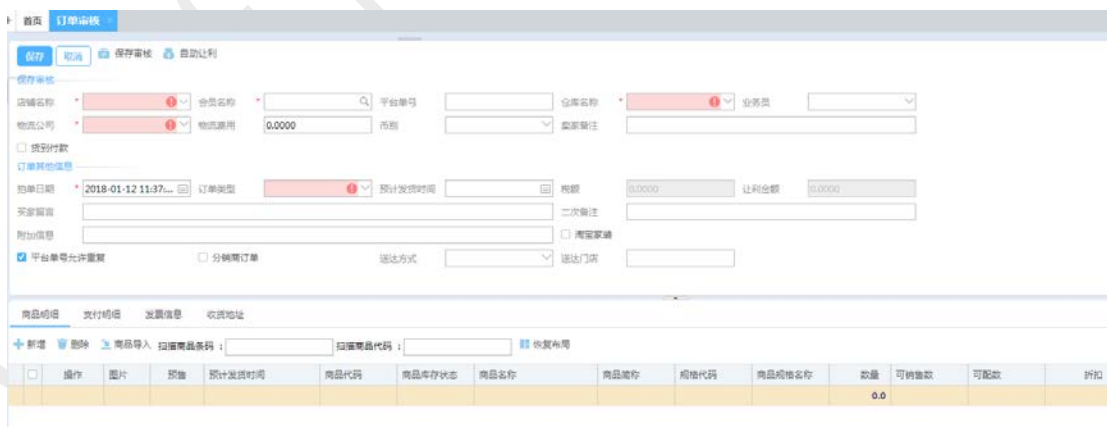 首页 订单审核
保存 取消 保存审核 自动让利
保存审核
店铺名称 * 会员名称 * 平台单号 仓库名称 * 业务员
物流公司 * 物流费用 0.0000 币别 卖家备注
货到付款
订单其他信息
拍单日期 * 2018-01-12 11:37:... 订单类型 预计发货时间 税额 0.0000 让利金额 0.0000
买家留言 二次备注
附加信息 淘宝家装
平台单号允许重复 分销商订单 送达方式 送达门店
商品明细 支付明细 发票信息 收货地址
新增 删除 商品导入 扫描商品条码 : 扫描商品代码 : 恢复布局
操作 图片 预售 预计发货时间 商品代码 商品库存状态 商品名称 商品简称 规格代码 商品规格名称 数量 可销售数 可配数 折扣
0.0